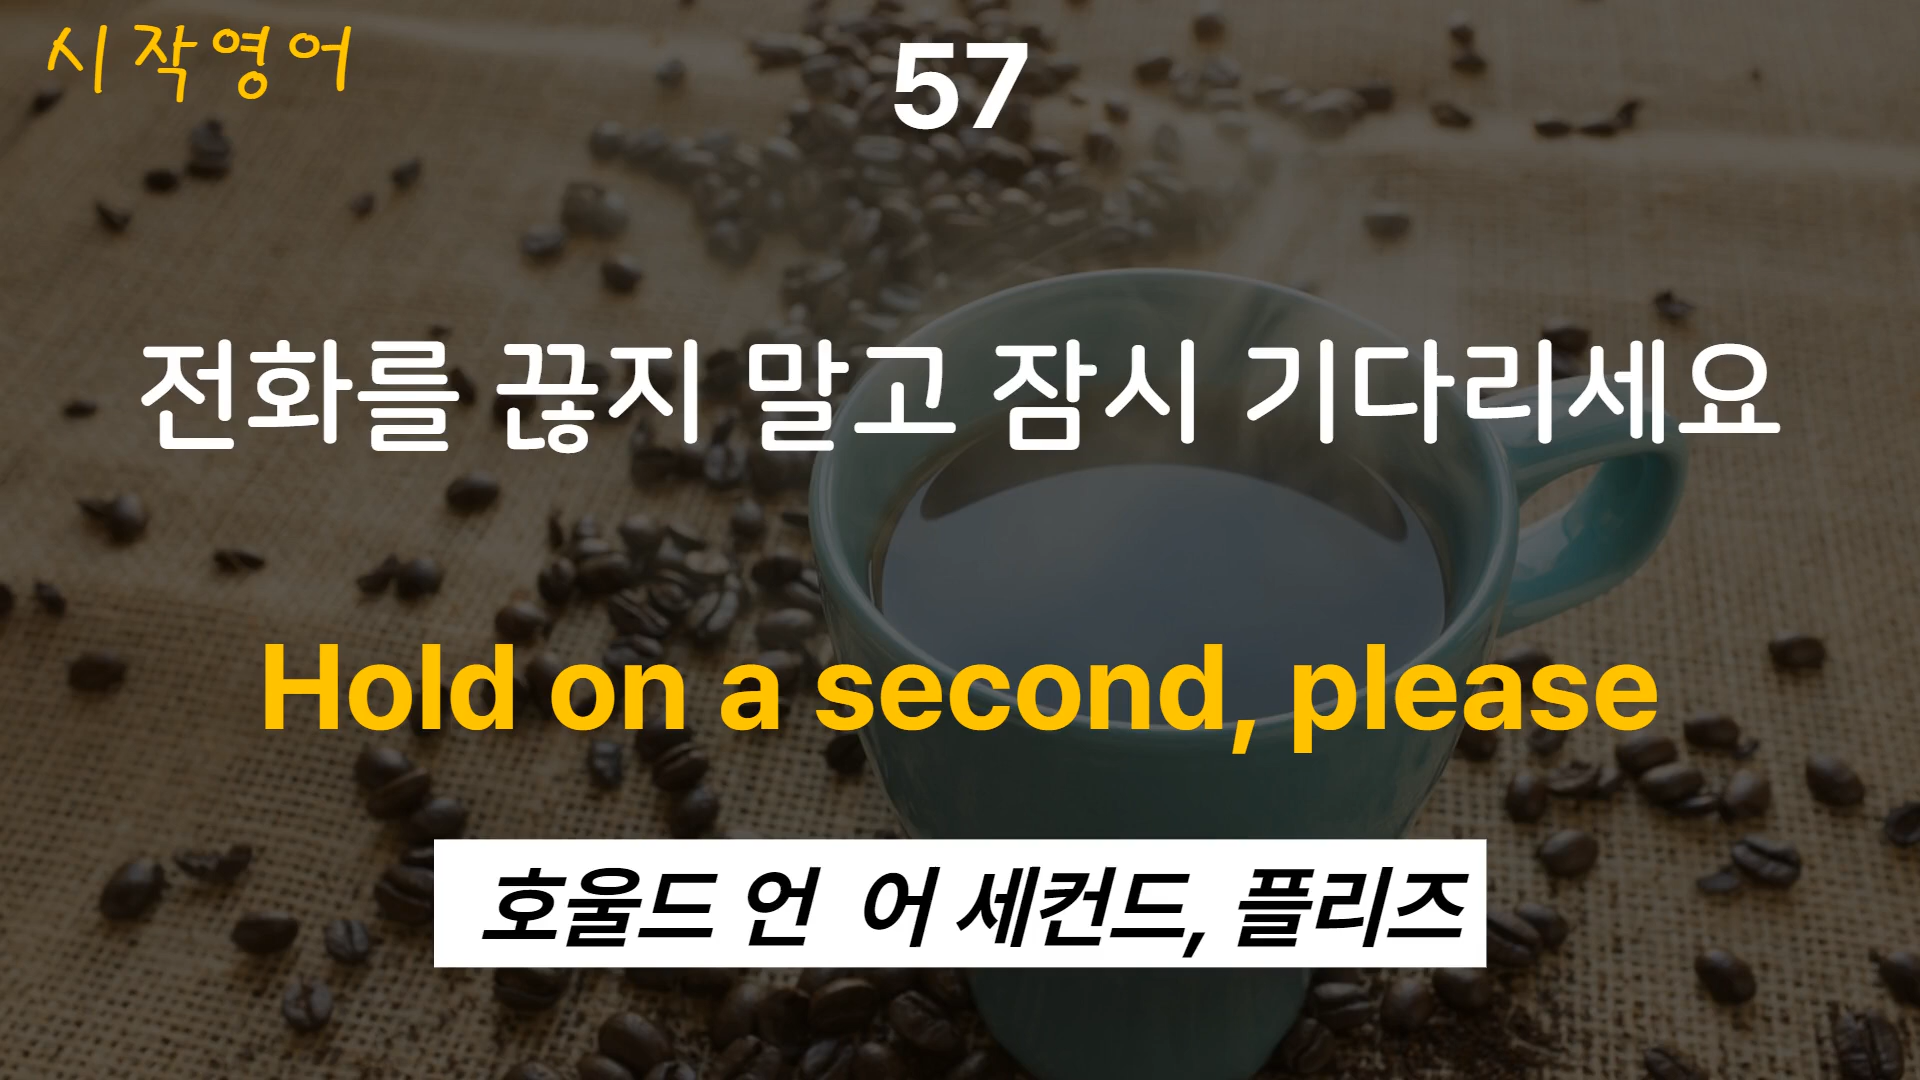 시작영어
57
전화를 끊지 말고 잠시 기다리세요
Hold on a second, please
호울드 언 어 세컨드, 플리즈